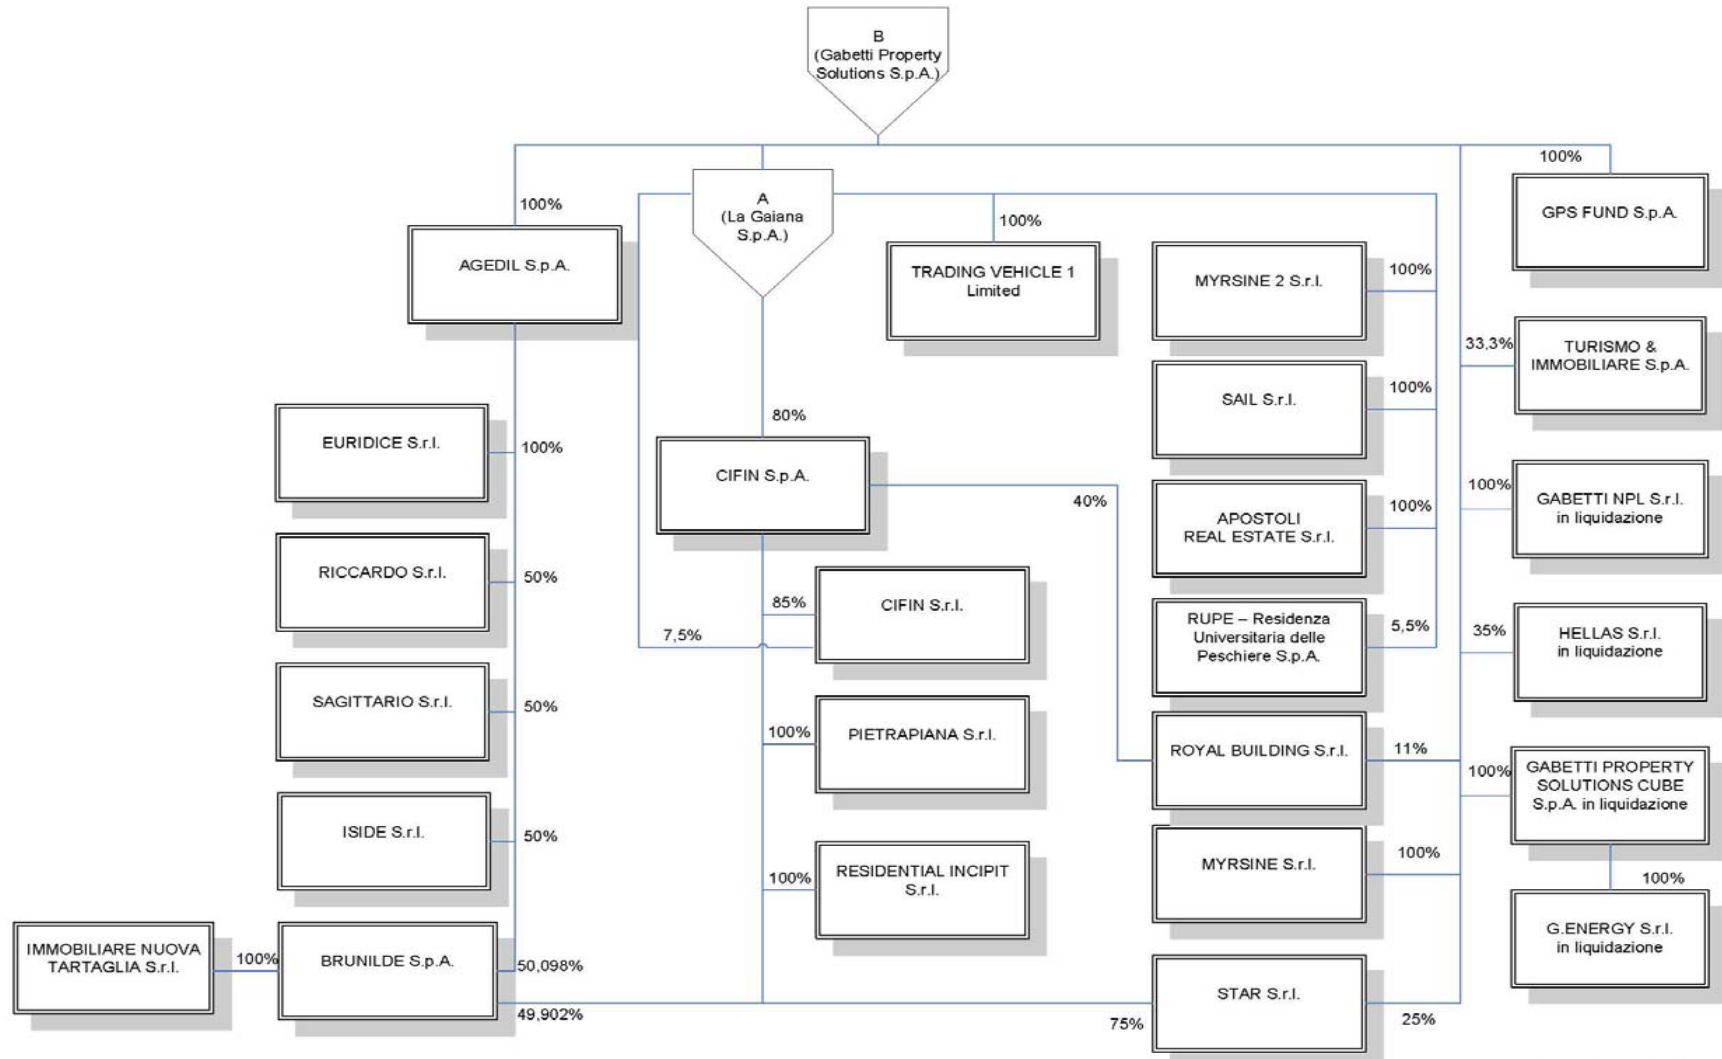 B
(Gabetti Property
Solutions S.p.A.)
100%
A
(La Gaiana
S.p.A.)
100%
GPS FUND S.p.A.
100%
AGEDIL S.p.A.
TRADING VEHICLE 1
Limited
MYRSINE 2 S.r.l.
100%
33,3%
TURISMO &
IMMOBILIARE S.p.A.
SAIL S.r.l.
100%
80%
EURIDICE S.r.l.
100%
CIFIN S.p.A.
40%
APOSTOLI
REAL ESTATE S.r.l.
100%
100%
GABETTI NPL S.r.l.
in liquidazione
RICCARDO S.r.l.
50%
85%
7,5%
CIFIN S.r.l.
RUPE – Residenza
Universitaria delle
Peschiere S.p.A.
5,5%
35%
HELLAS S.r.l.
in liquidazione
SAGITTARIO S.r.l.
50%
100%
PIETRAPIANA S.r.l.
ROYAL BUILDING S.r.l.
11%
100%
GABETTI PROPERTY
SOLUTIONS CUBE
S.p.A. in liquidazione
ISIDE S.r.l.
50%
100%
RESIDENTIAL INCIPIT
S.r.l.
MYRSINE S.r.l.
100%
100%
G.ENERGY S.r.l.
in liquidazione
IMMOBILIARE NUOVA
TARTAGLIA S.r.l.
100%
BRUNILDE S.p.A.
50,098%
49,902%
75%
STAR S.r.l.
25%